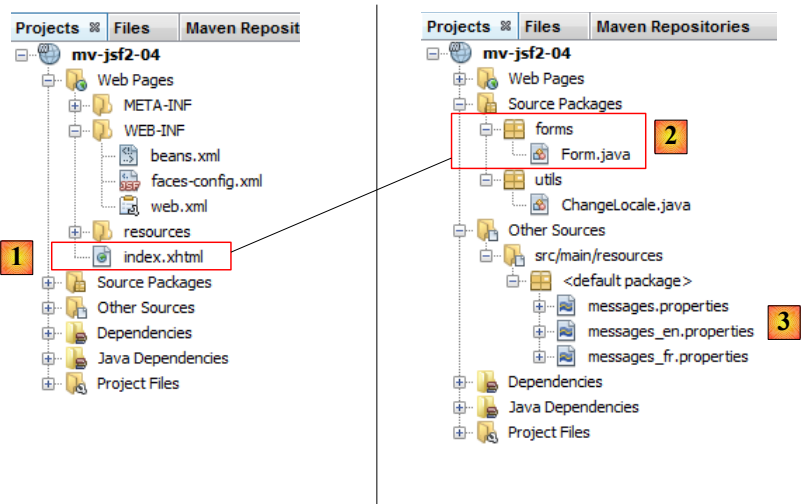 Projects Files Maven Reposit
mv-jsf2-04
Web Pages
META-INF
WEB-INF
beans.xml
faces-config.xml
web.xml
resources
1 index.xhtml
Source Packages
Other Sources
Dependencies
Java Dependencies
Project Files
Projects Files Maven Repositories
mv-jsf2-04
Web Pages
Source Packages
forms
2
Form.java
utils
ChangeLocale.java
Other Sources
src/main/resources
<default package>
messages.properties
messages_en.properties
3
messages_fr.properties
Dependencies
Java Dependencies
Project Files